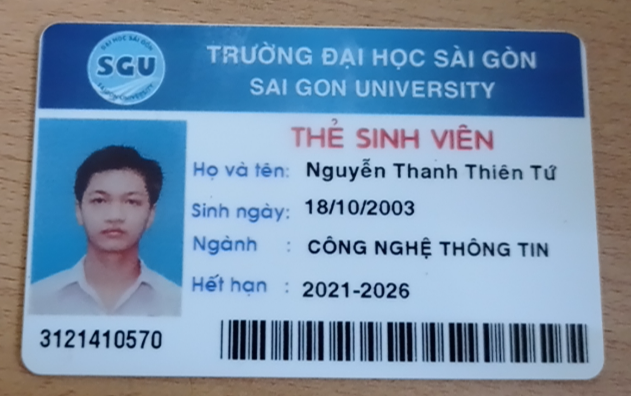 ĐẠI HỌC SÀI GÒN
SGU
SAI GON UNIVERSITY
TRƯỜNG ĐẠI HỌC SÀI GÒN
SAI GON UNIVERSITY
THẺ SINH VIÊN
Họ và tên: Nguyễn Thanh Thiên Tứ
Sinh ngày: 18/10/2003
Ngành : CÔNG NGHỆ THÔNG TIN
Hết hạn : 2021-2026
3121410570